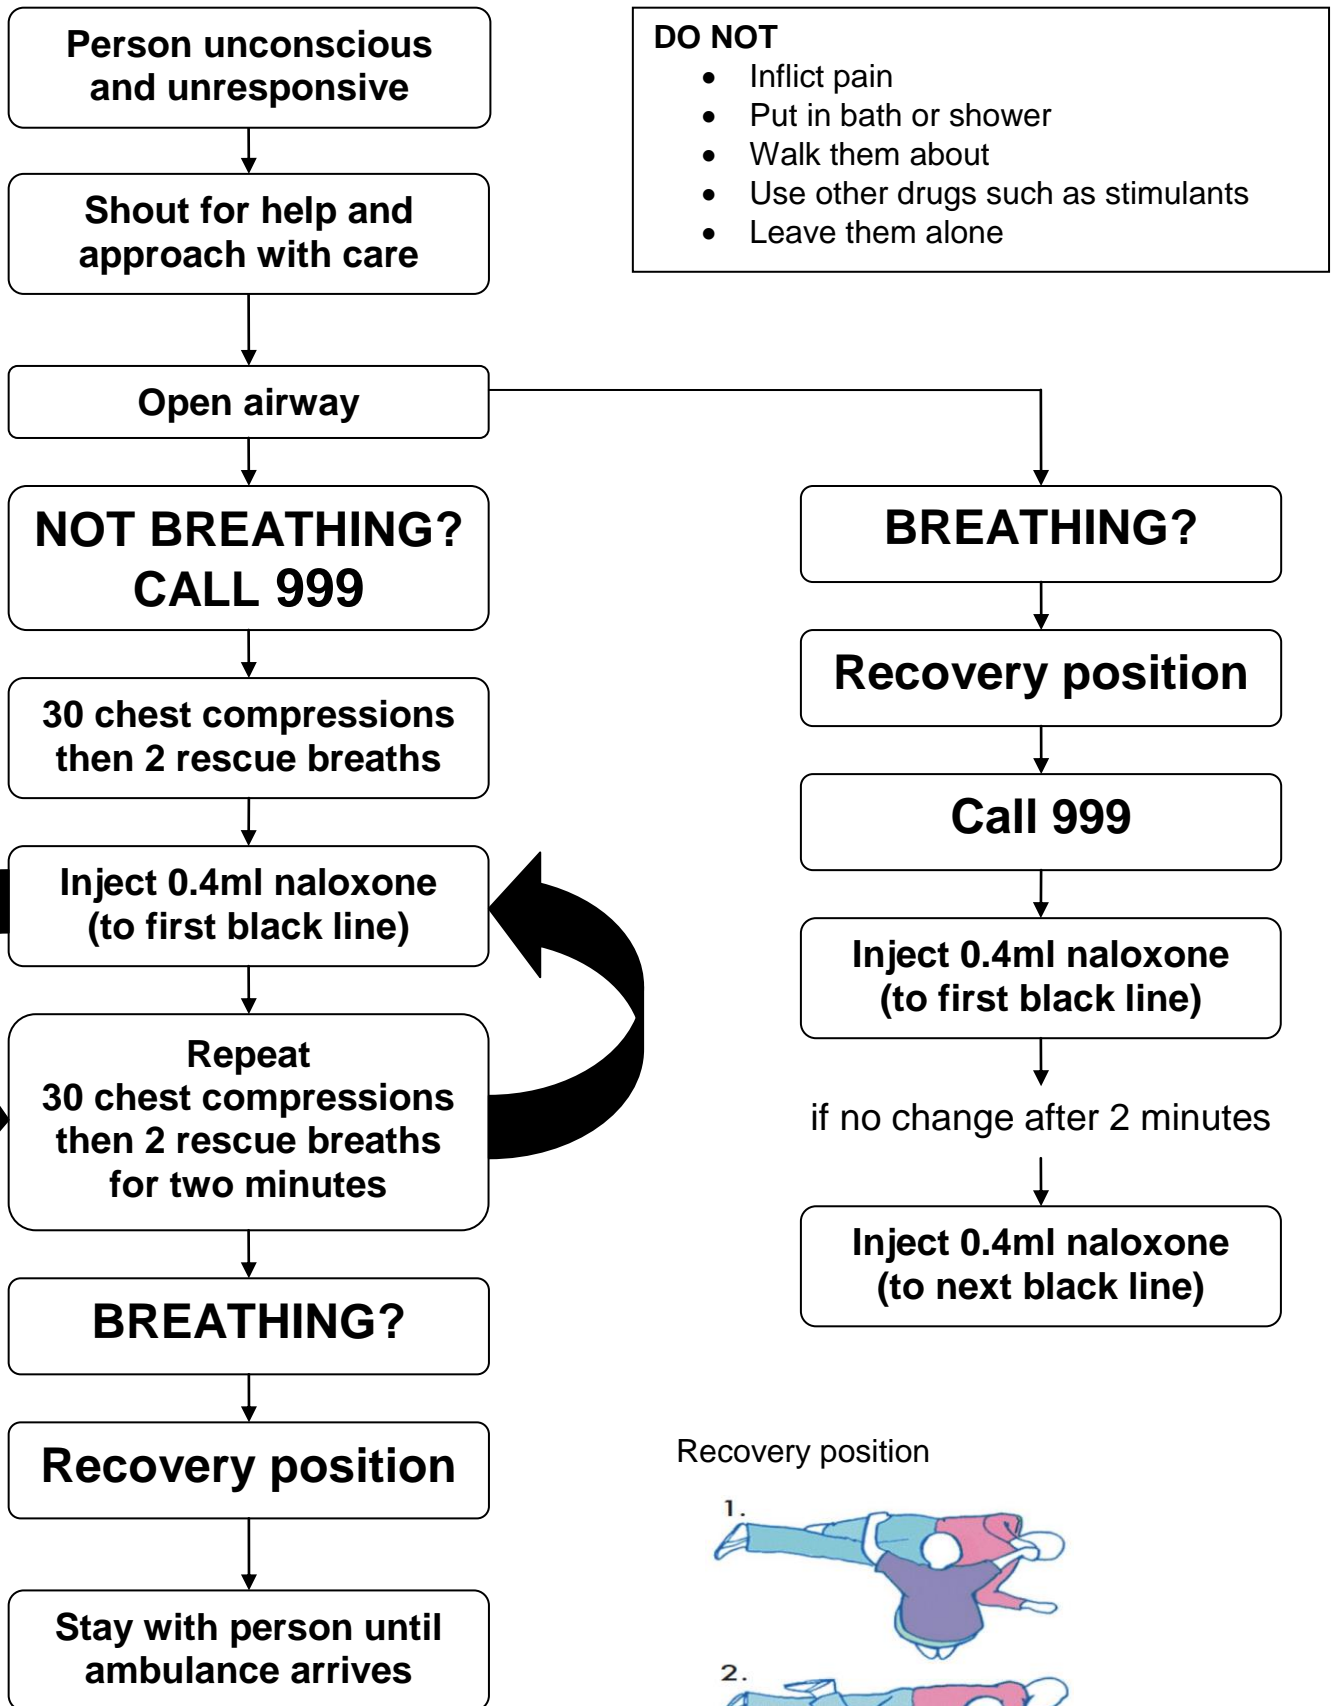 Person unconscious
and unresponsive
DO NOT
• Inflict pain
• Put in bath or shower
• Walk them about
• Use other drugs such as stimulants
• Leave them alone
Shout for help and
approach with care
Open airway
NOT BREATHING?
CALL 999
30 chest compressions
then 2 rescue breaths
Inject 0.4ml naloxone
(to first black line)
Repeat
30 chest compressions
then 2 rescue breaths
for two minutes
BREATHING?
Recovery position
Stay with person until
ambulance arrives
BREATHING?
Recovery position
Call 999
Inject 0.4ml naloxone
(to first black line)
if no change after 2 minutes
Inject 0.4ml naloxone
(to next black line)
Recovery position
1.
2.